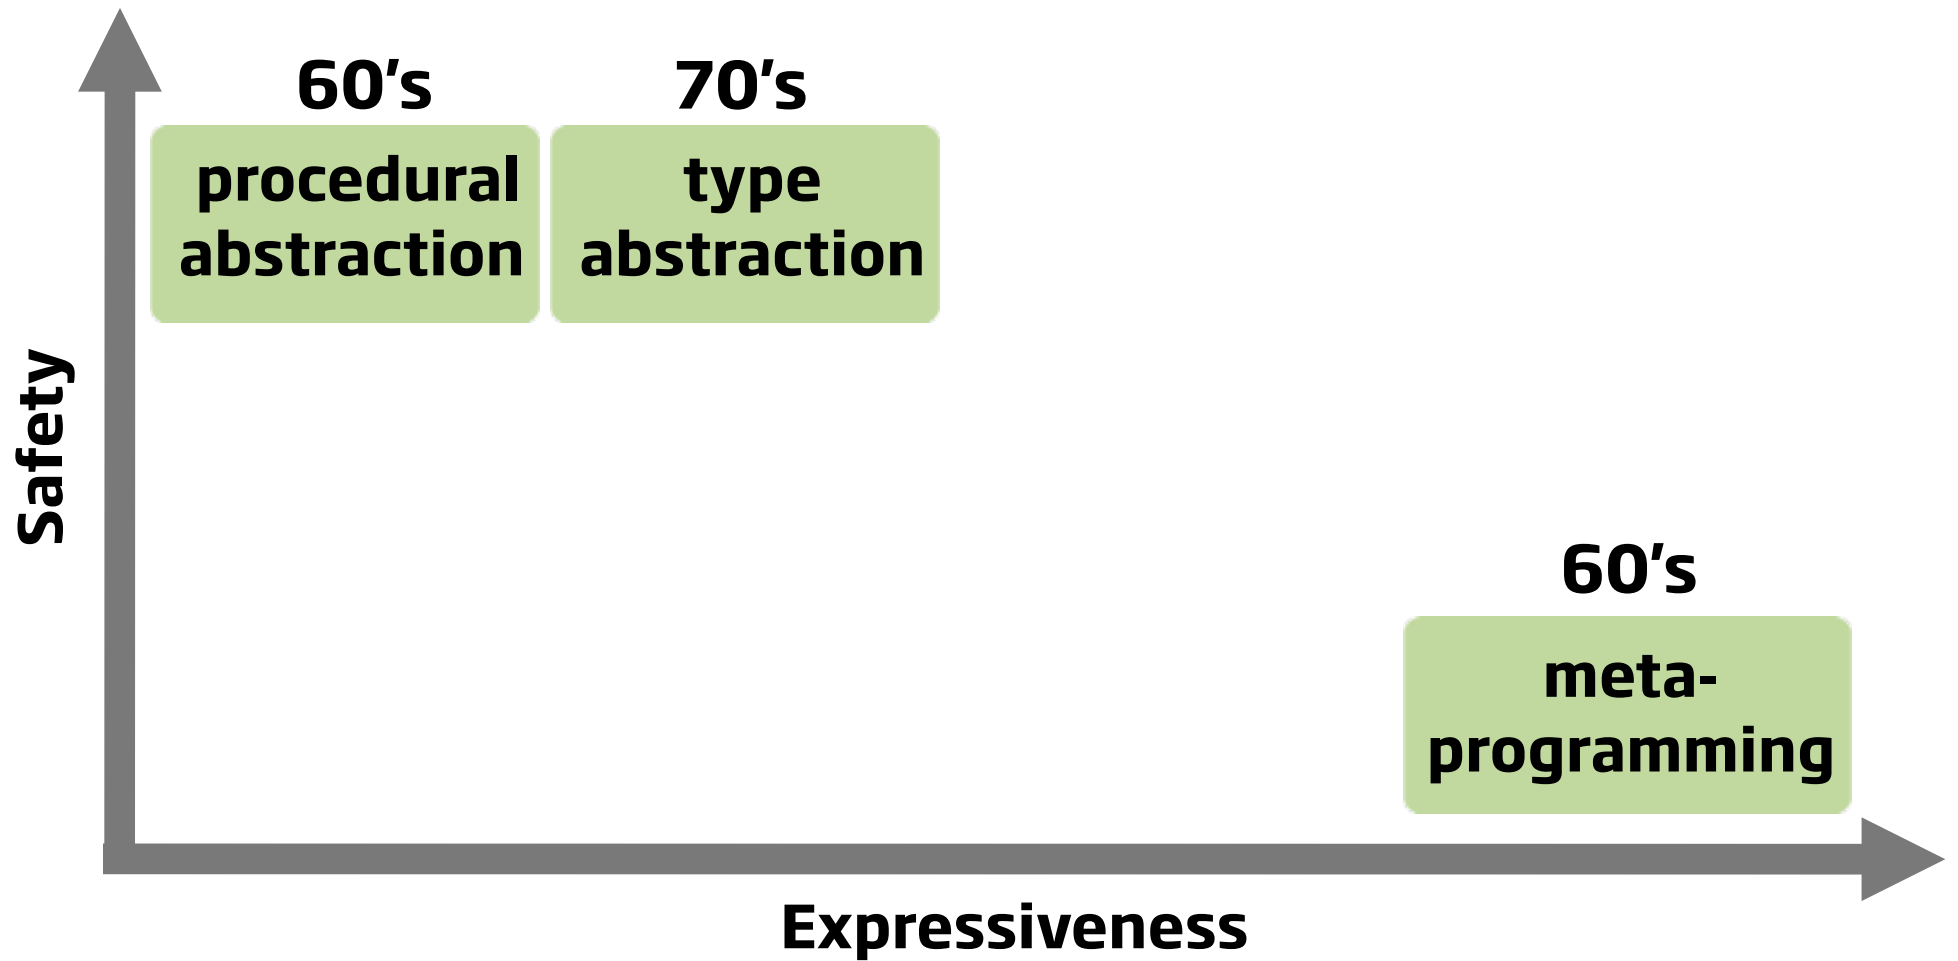 60's
procedural
abstraction
70's
type
abstraction
Safety
60's
meta-
programming
Expressiveness